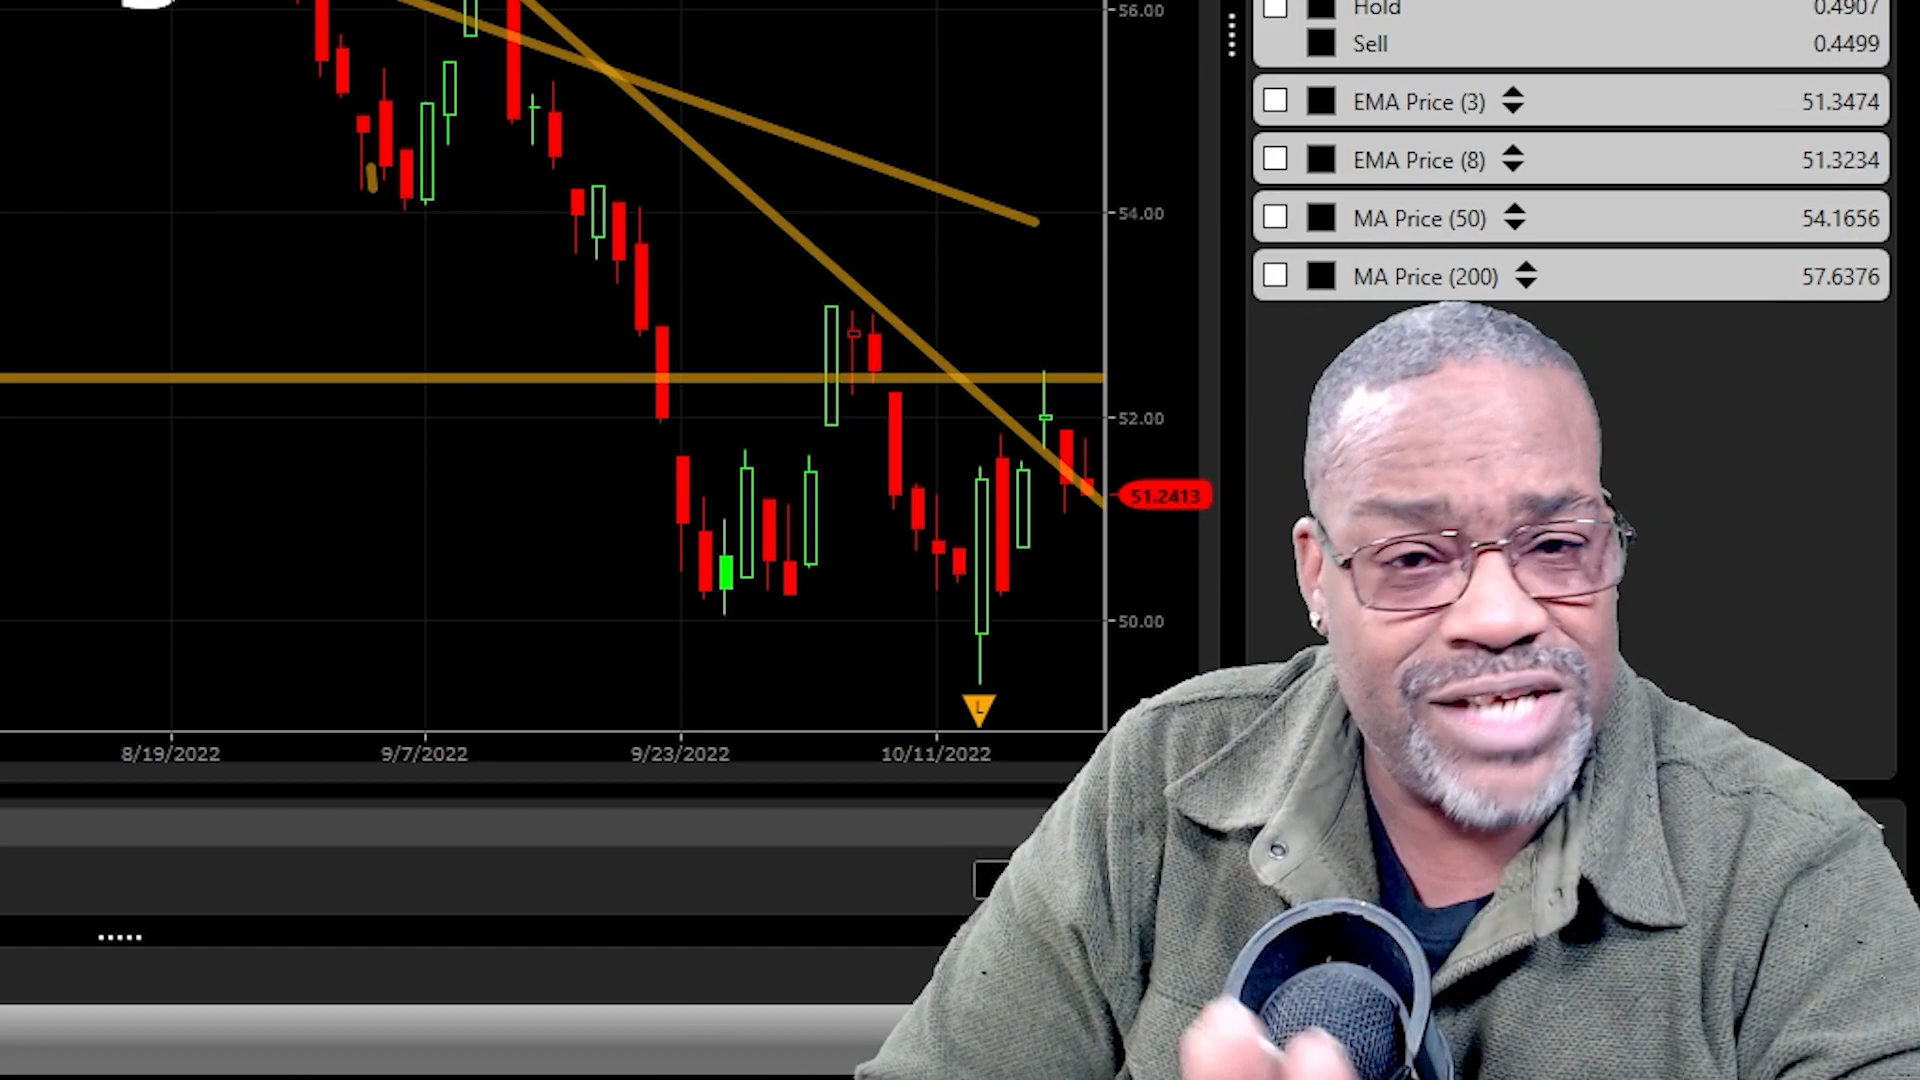 Hold 0.4907
Sell 0.4499
EMA Price (3) 51.3474
EMA Price (8) 51.3234
MA Price (50) 54.1656
MA Price (200) 57.6376
56.00
54.00
52.00
51.2413
50.00
L
8/19/2022 9/7/2022 9/23/2022 10/11/2022